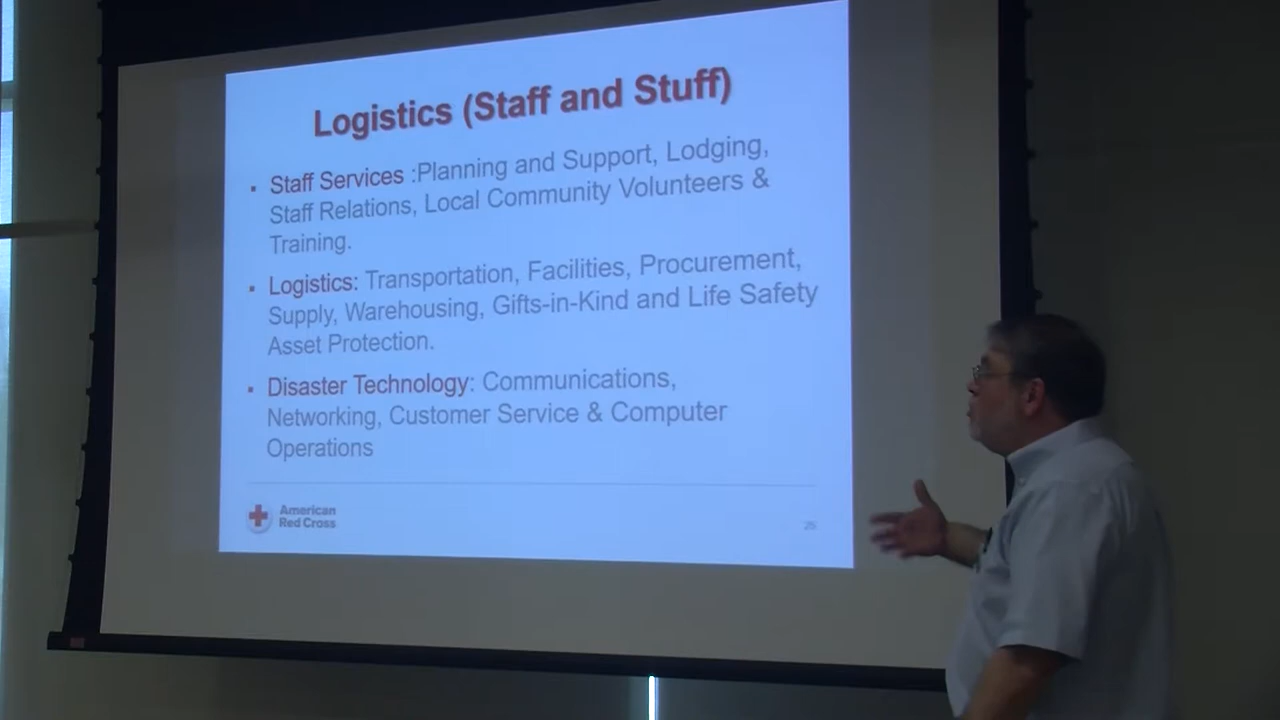 Logistics (Staff and Stuff)
▪ Staff Services :Planning and Support, Lodging,
Staff Relations, Local Community Volunteers &
Training.
▪ Logistics: Transportation, Facilities, Procurement,
Supply, Warehousing, Gifts-in-Kind and Life Safety
Asset Protection.
▪ Disaster Technology: Communications,
Networking, Customer Service & Computer
Operations
American
Red Cross